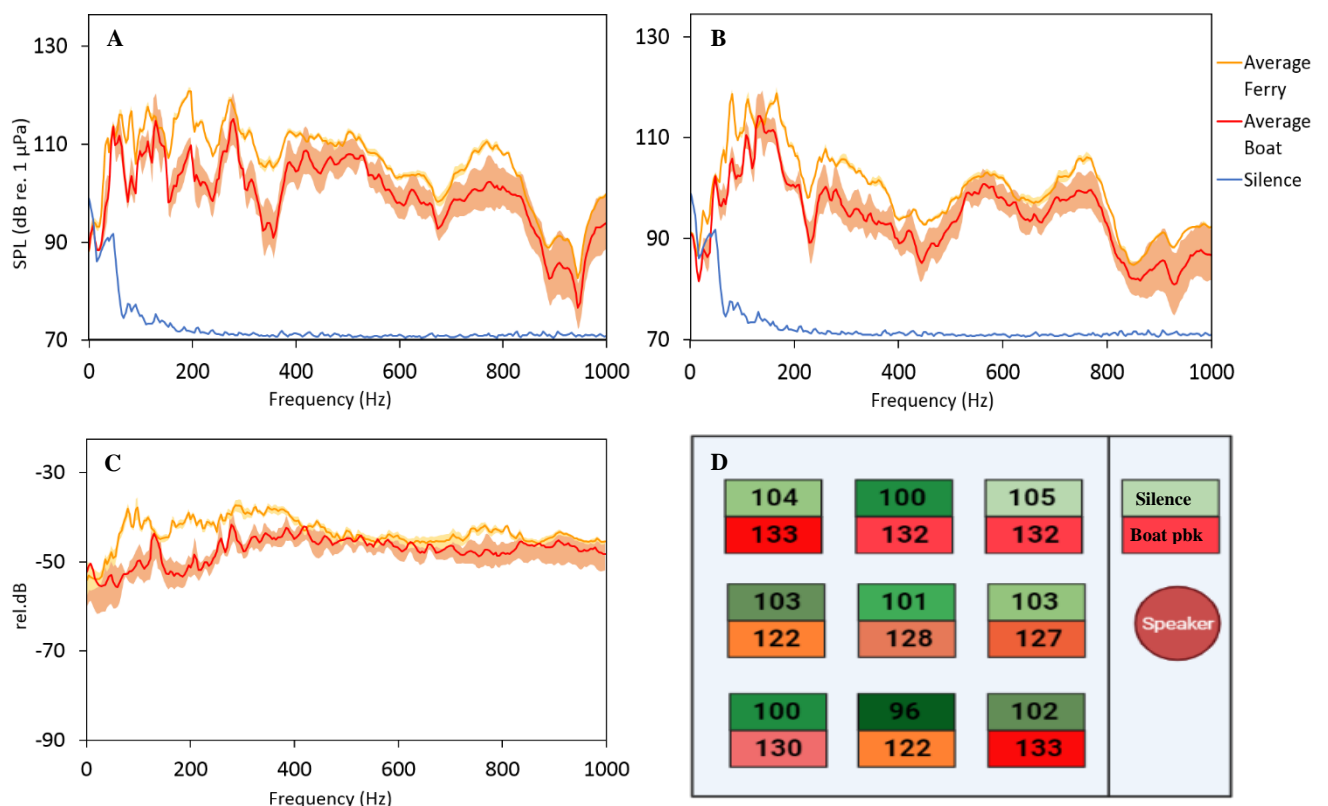 A
130
110
90
70
SPL (dB re. 1 µPa)
0 200 400 600 800 1000
Frequency (Hz)
B
130
110
90
70
0 200 400 600 800 1000
Frequency (Hz)
Average
Ferry
Average
Boat
Silence
C
-30
-50
-70
-90
rel.dB
0 200 400 600 800 1000
Frequency (Hz)
D
104 100 105
133 132 132
103 101 103
122 128 127
100 96 102
130 122 133
Silence
Boat pbk
Speaker